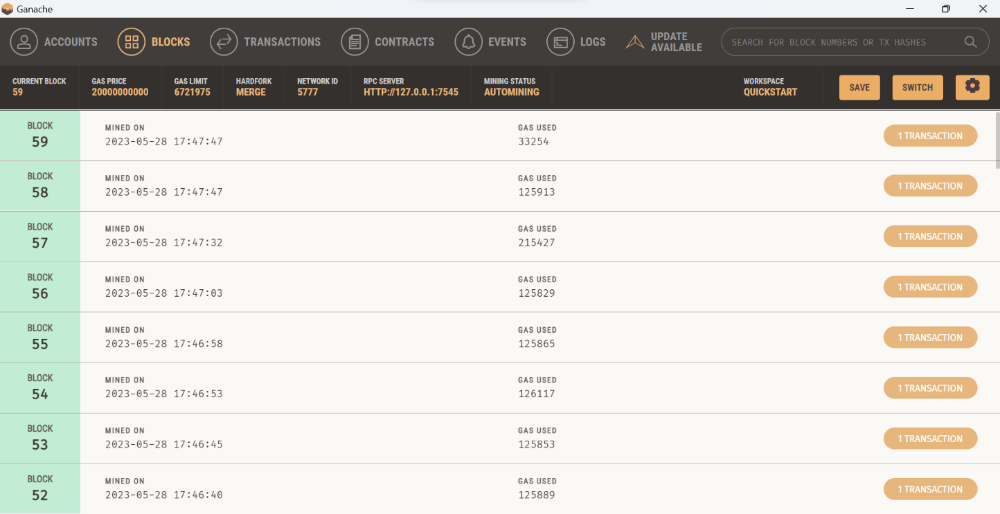 Ganache
ACCOUNTS BLOCKS TRANSACTIONS CONTRACTS EVENTS LOGS UPDATE AVAILABLE SEARCH FOR BLOCK NUMBERS OR TX HASHES
CURRENT BLOCK GAS PRICE GAS LIMIT HARDFORK NETWORK ID RPC SERVER MINING STATUS WORKSPACE
59 20000000000 6721975 MERGE 5777 HTTP://127.0.0.1:7545 AUTOMINING QUICKSTART SAVE SWITCH
BLOCK MINED ON GAS USED
59 2023-05-28 17:47:47 33254 1 TRANSACTION
BLOCK MINED ON GAS USED
58 2023-05-28 17:47:47 125913 1 TRANSACTION
BLOCK MINED ON GAS USED
57 2023-05-28 17:47:32 215427 1 TRANSACTION
BLOCK MINED ON GAS USED
56 2023-05-28 17:47:03 125829 1 TRANSACTION
BLOCK MINED ON GAS USED
55 2023-05-28 17:46:58 125865 1 TRANSACTION
BLOCK MINED ON GAS USED
54 2023-05-28 17:46:53 126117 1 TRANSACTION
BLOCK MINED ON GAS USED
53 2023-05-28 17:46:45 125853 1 TRANSACTION
BLOCK MINED ON GAS USED
52 2023-05-28 17:46:40 125889 1 TRANSACTION